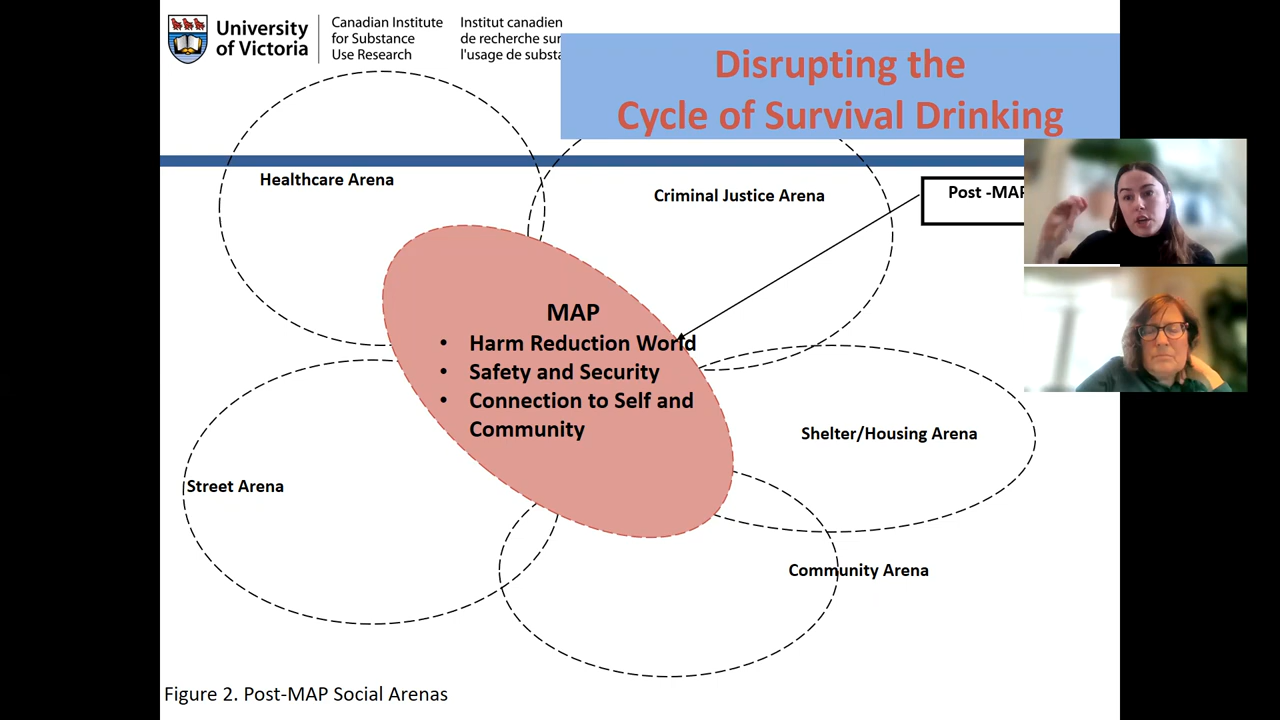 University
of Victoria
Canadian Institute
for Substance
Use Research
Institut canadien
de recherche sur
l'usage de substa
Disrupting the
Cycle of Survival Drinking
Healthcare Arena
Criminal Justice Arena
Post -MAP
MAP
• Harm Reduction World
• Safety and Security
• Connection to Self and
Community
Shelter/Housing Arena
Street Arena
Community Arena
Figure 2. Post-MAP Social Arenas